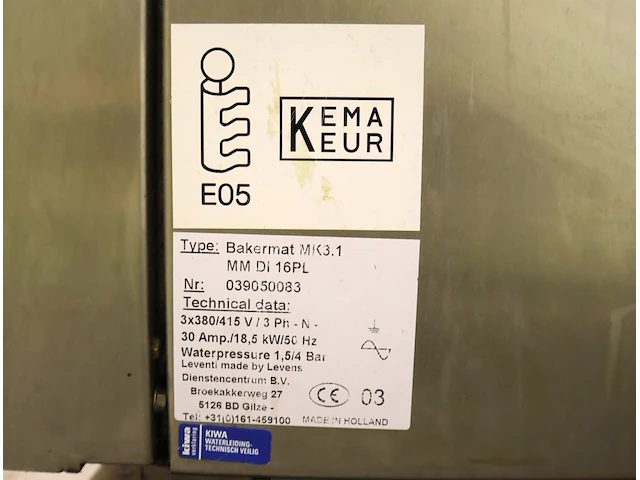 E05
KEMA
KEUR
Type: Bakermat MK3.1
MM DI 16PL
Nr: 039050083
Technical data:
3x380/415 V / 3 Ph - N -
30 Amp./18,5 kW/50 Hz
Waterpressure 1,5/4 Bar
Leventi made by Levens
Dienstencentrum B.V.
Broekakkerweg 27
5126 BD Gilze -
Tel: +31(0)161-459100
CE 03
MADE IN HOLLAND
kiwa
KIWA
WATERLEIDING-
TECHNISCH VEILIG